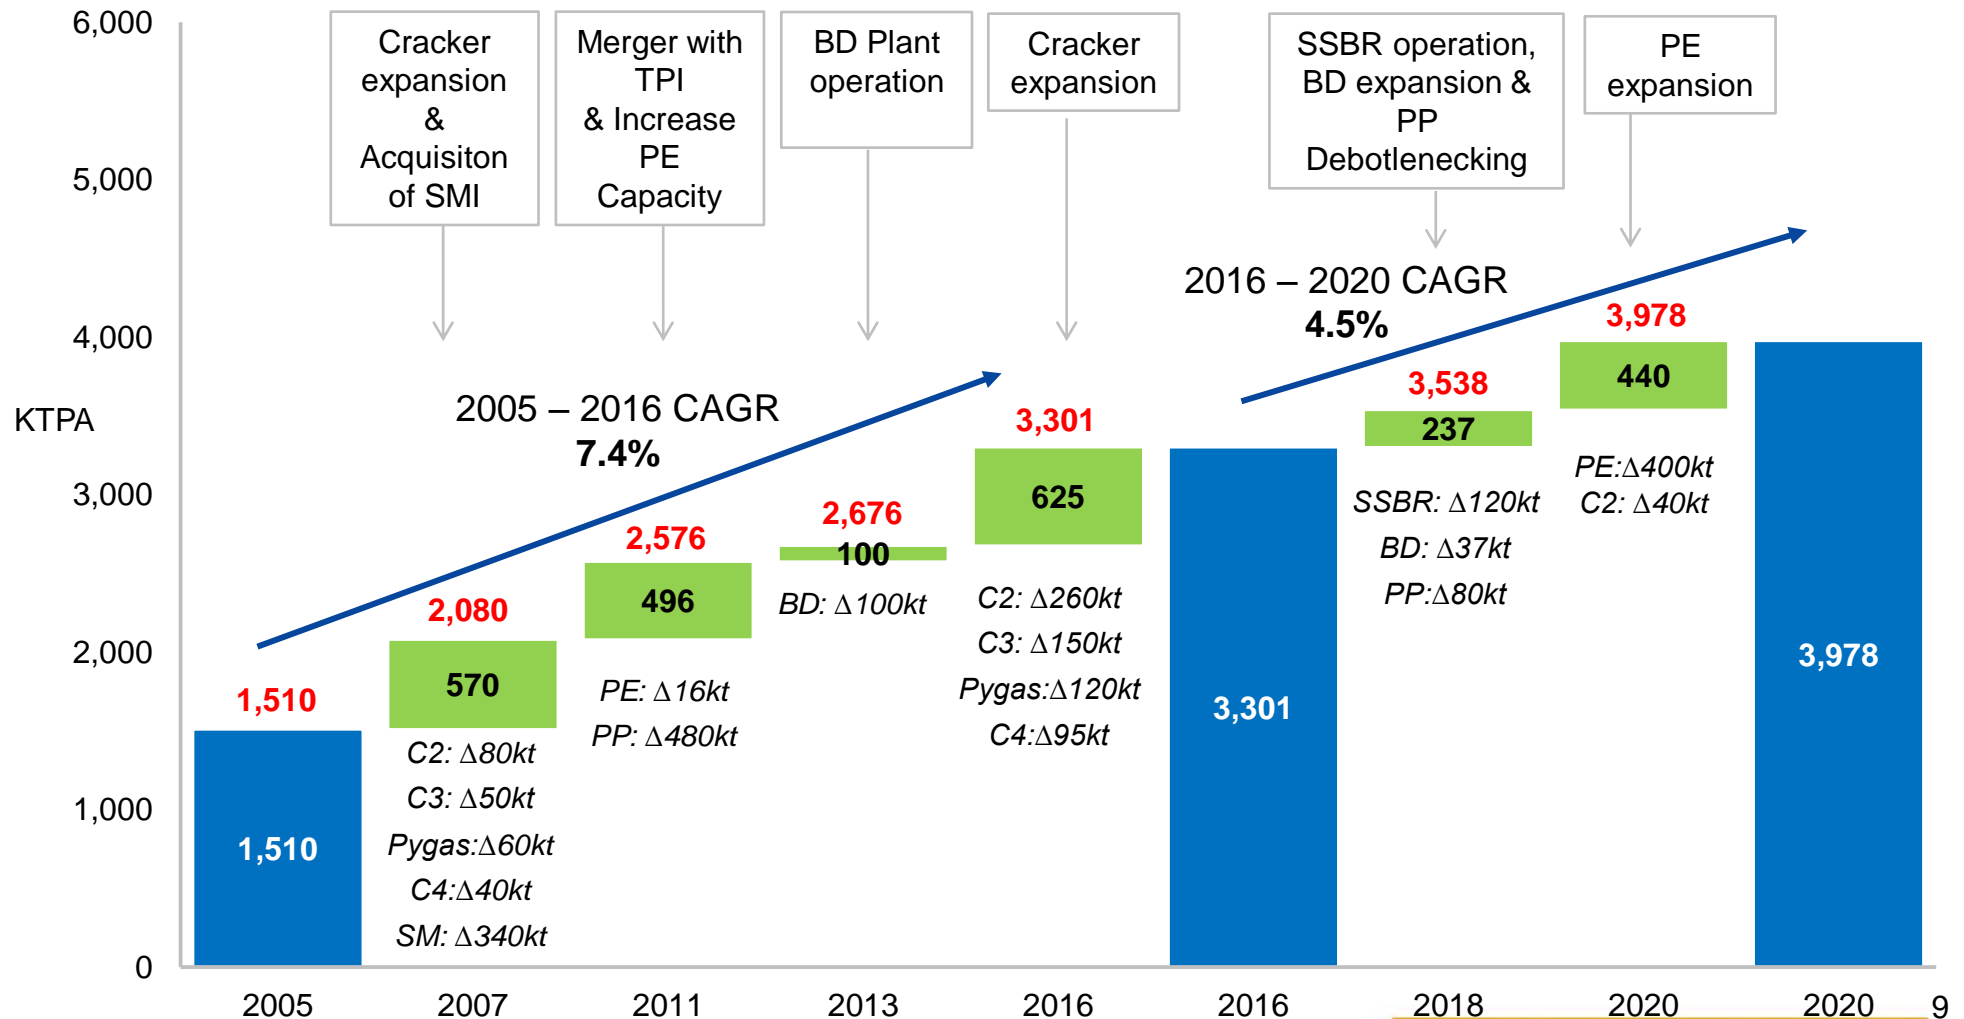 6,000
5,000
4,000
3,000
2,000
1,000
0
KTPA
Cracker
expansion
&
Acquisiton
of SMI
Merger with
TPI
& Increase
PE
Capacity
BD Plant
operation
Cracker
expansion
SSBR operation,
BD expansion &
PP
Debotlenecking
PE
expansion
2005 – 2016 CAGR
7.4%
2016 – 2020 CAGR
4.5%
1,510
1,510
2,080
570
C2: Δ80kt
C3: Δ50kt
Pygas:Δ60kt
C4:Δ40kt
SM: Δ340kt
2,576
496
PE: Δ16kt
PP: Δ480kt
2,676
100
BD: Δ100kt
3,301
625
C2: Δ260kt
C3: Δ150kt
Pygas:Δ120kt
C4:Δ95kt
3,301
3,538
237
SSBR: Δ120kt
BD: Δ37kt
PP:Δ80kt
3,978
440
PE:Δ400kt
C2: Δ40kt
3,978
2005 2007 2011 2013 2016 2016 2018 2020 2020
9